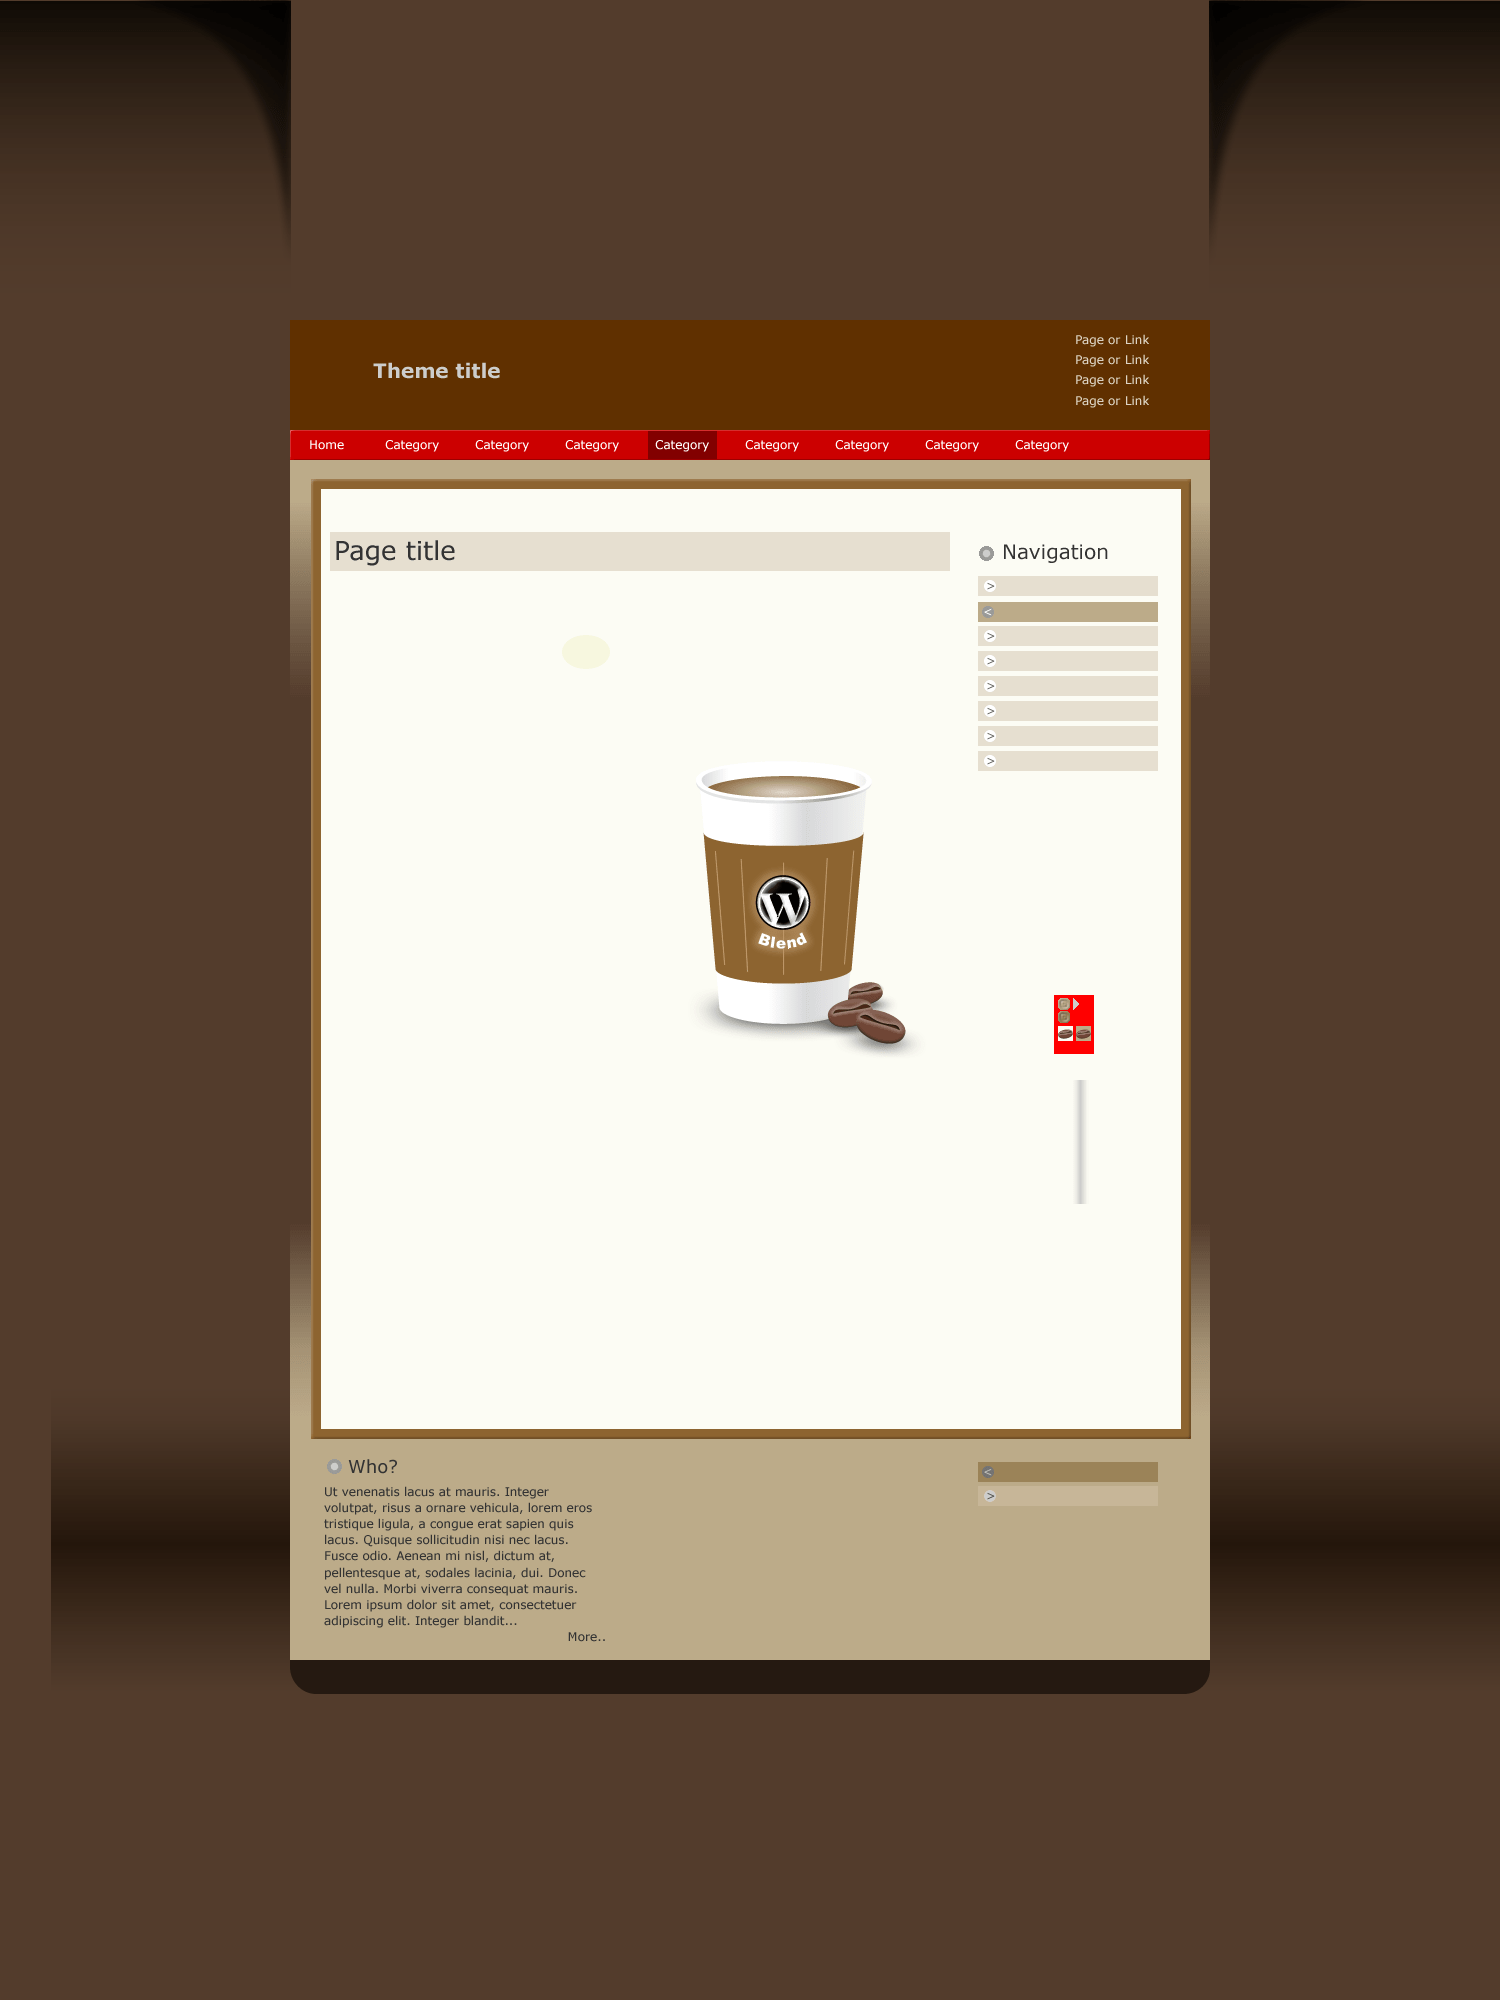 Page or Link
Theme title
Page or Link
Page or Link
Page or Link
Home Category Category Category Category Category Category Category Category
Page title
Navigation
>
<
>
>
>
>
>
>
W
Blend
Who?
<
Ut venenatis lacus at mauris. Integer
>
volutpat, risus a ornare vehicula, lorem eros
tristique ligula, a congue erat sapien quis
lacus. Quisque sollicitudin nisi nec lacus.
Fusce odio. Aenean mi nisl, dictum at,
pellentesque at, sodales lacinia, dui. Donec
vel nulla. Morbi viverra consequat mauris.
Lorem ipsum dolor sit amet, consectetuer
adipiscing elit. Integer blandit...
More..